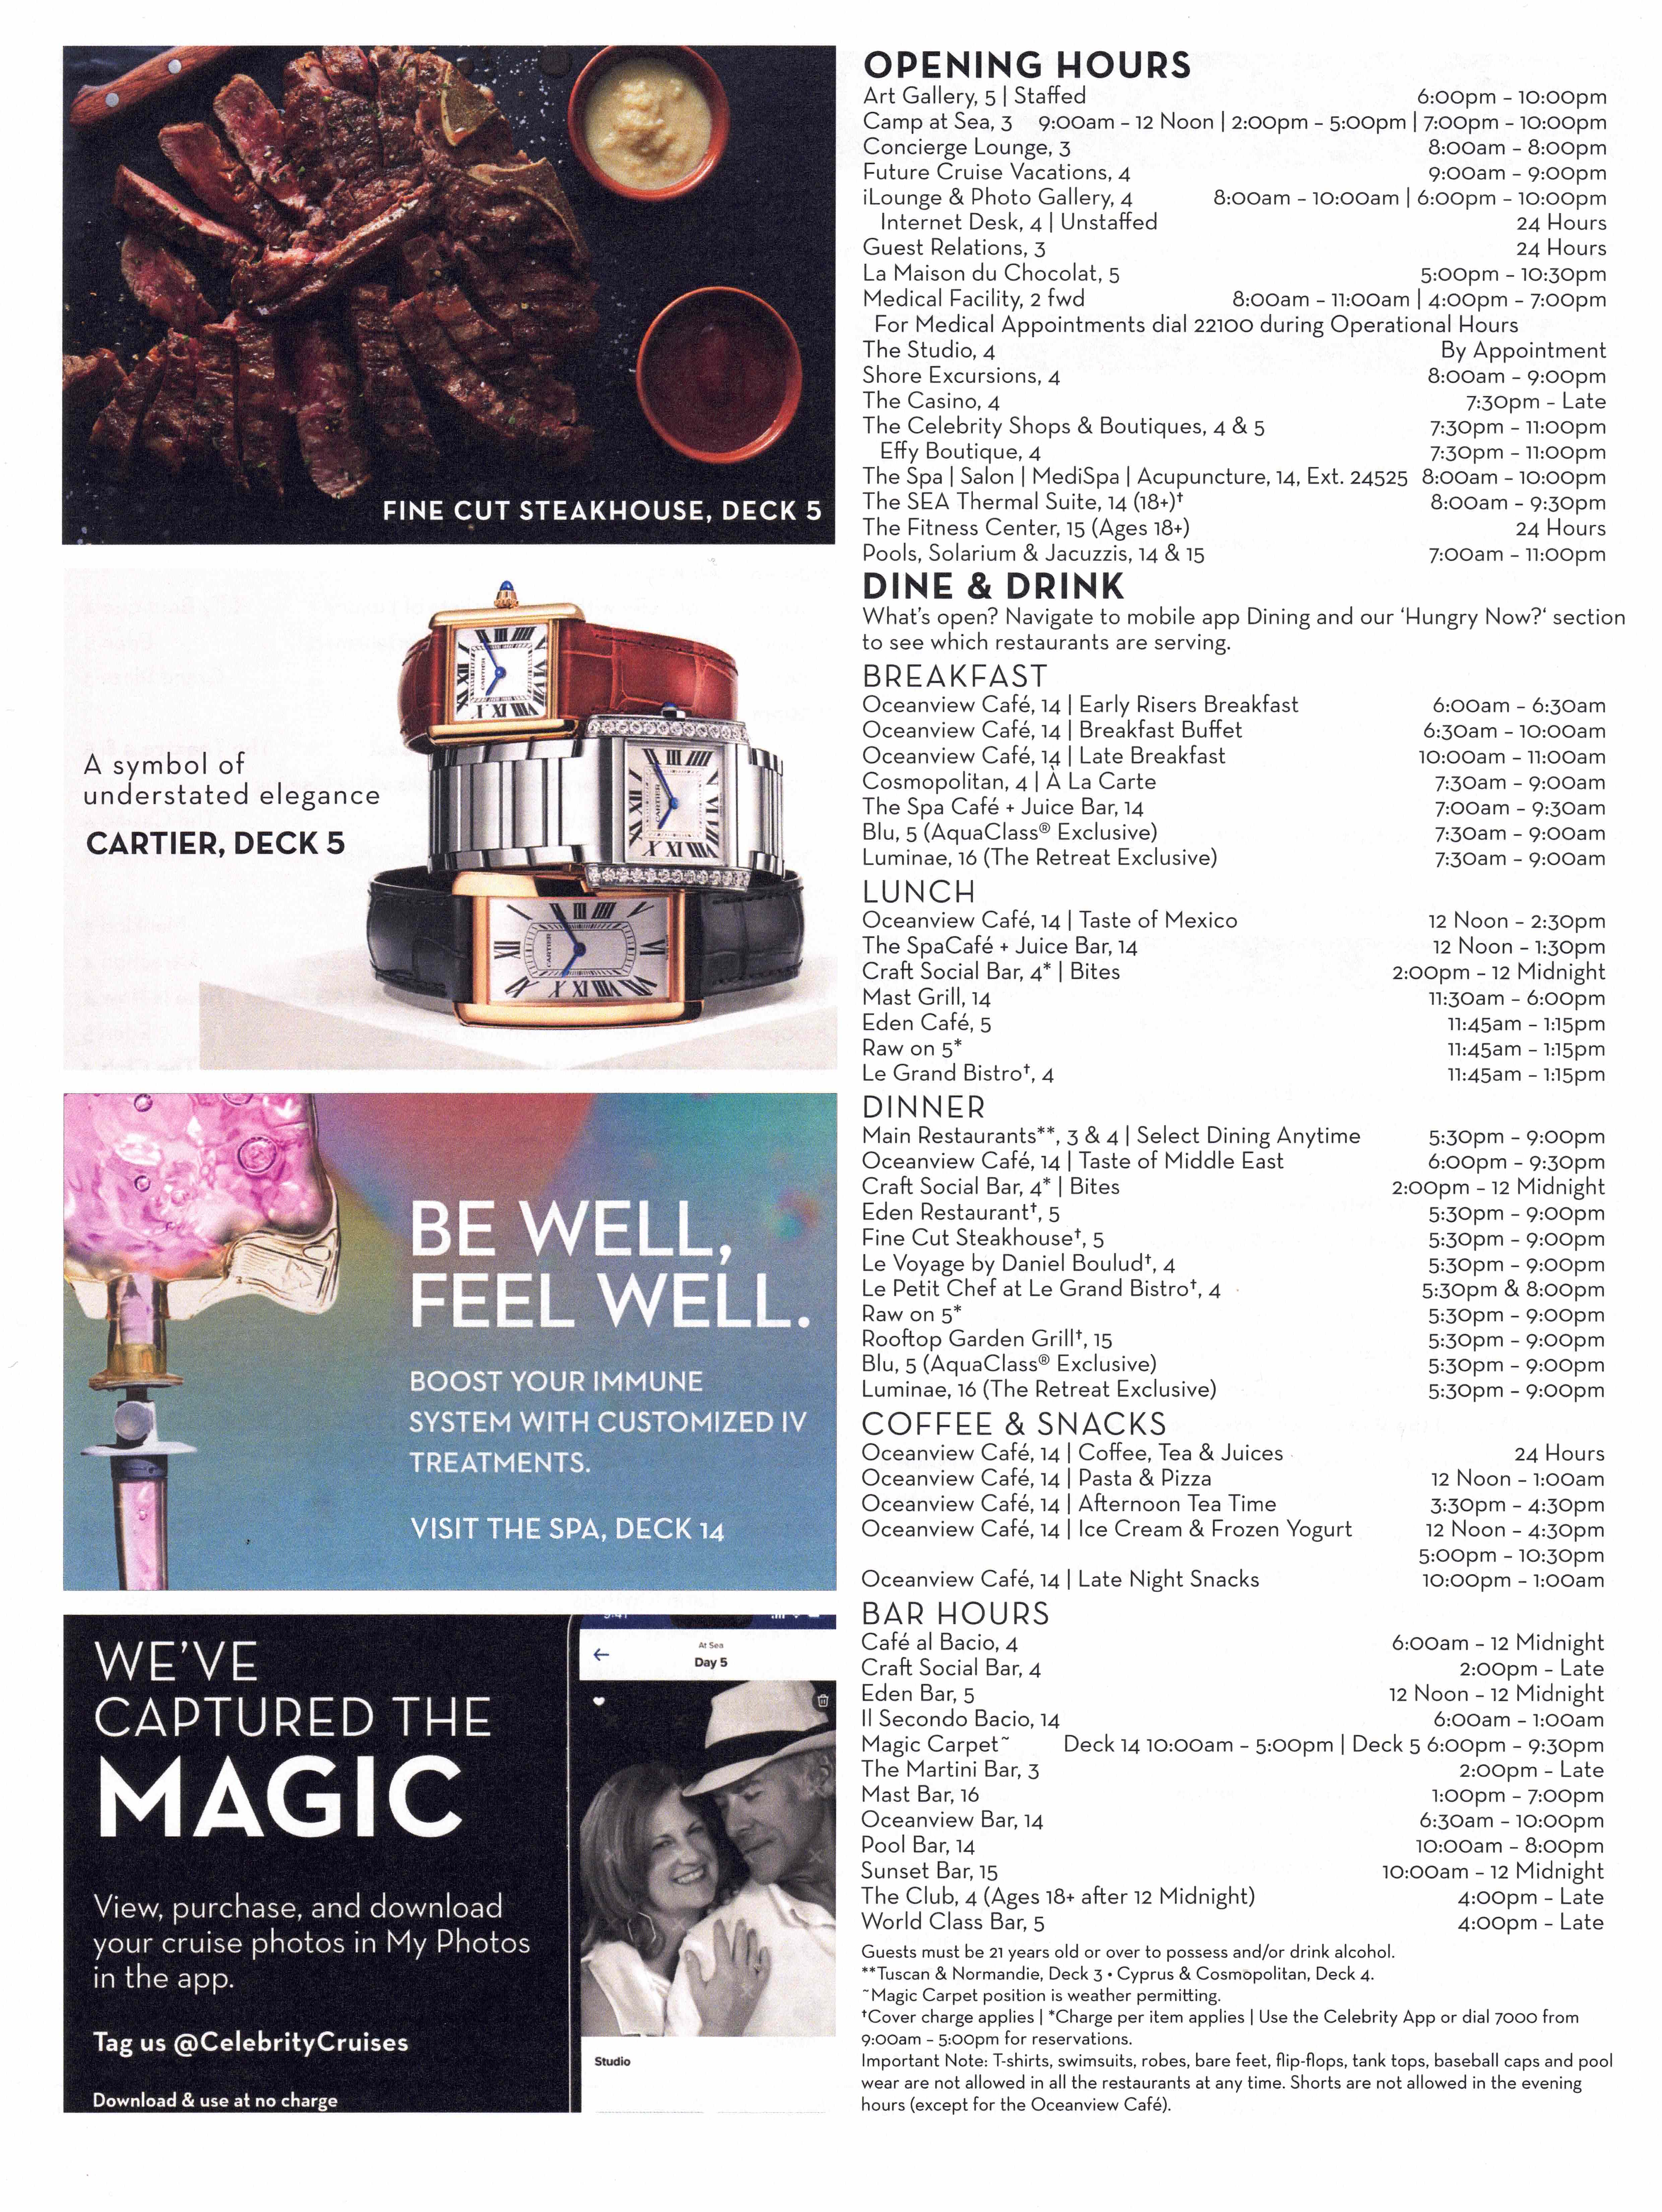 FINE CUT STEAKHOUSE, DECK 5
A symbol of
understated elegance
CARTIER, DECK 5
BE WELL,
FEEL WELL.
BOOST YOUR IMMUNE
SYSTEM WITH CUSTOMIZED IV
TREATMENTS.
VISIT THE SPA, DECK 14
WE'VE
CAPTURED THE
MAGIC
View, purchase, and download
your cruise photos in My Photos
in the app.
Tag us @CelebrityCruises
Download & use at no charge
9:41
At Sea
Day 5
Studio
OPENING HOURS
Art Gallery, 5 | Staffed 6:00pm – 10:00pm
Camp at Sea, 3 9:00am – 12 Noon | 2:00pm – 5:00pm | 7:00pm – 10:00pm
Concierge Lounge, 3 8:00am – 8:00pm
Future Cruise Vacations, 4 9:00am – 9:00pm
iLounge & Photo Gallery, 4 8:00am – 10:00am | 6:00pm – 10:00pm
Internet Desk, 4 | Unstaffed 24 Hours
Guest Relations, 3 24 Hours
La Maison du Chocolat, 5 5:00pm – 10:30pm
Medical Facility, 2 fwd 8:00am – 11:00am | 4:00pm – 7:00pm
For Medical Appointments dial 22100 during Operational Hours
The Studio, 4 By Appointment
Shore Excursions, 4 8:00am – 9:00pm
The Casino, 4 7:30pm – Late
The Celebrity Shops & Boutiques, 4 & 5 7:30pm – 11:00pm
Effy Boutique, 4 7:30pm – 11:00pm
The Spa | Salon | MediSpa | Acupuncture, 14, Ext. 24525 8:00am – 10:00pm
The SEA Thermal Suite, 14 (18+)† 8:00am – 9:30pm
The Fitness Center, 15 (Ages 18+) 24 Hours
Pools, Solarium & Jacuzzis, 14 & 15 7:00am – 11:00pm
DINE & DRINK
What's open? Navigate to mobile app Dining and our 'Hungry Now?' section
to see which restaurants are serving.
BREAKFAST
Oceanview Café, 14 | Early Risers Breakfast 6:00am – 6:30am
Oceanview Café, 14 | Breakfast Buffet 6:30am – 10:00am
Oceanview Café, 14 | Late Breakfast 10:00am – 11:00am
Cosmopolitan, 4 | À La Carte 7:30am – 9:00am
The Spa Café + Juice Bar, 14 7:00am – 9:30am
Blu, 5 (AquaClass® Exclusive) 7:30am – 9:00am
Luminae, 16 (The Retreat Exclusive) 7:30am – 9:00am
LUNCH
Oceanview Café, 14 | Taste of Mexico 12 Noon – 2:30pm
The SpaCafé + Juice Bar, 14 12 Noon – 1:30pm
Craft Social Bar, 4* | Bites 2:00pm – 12 Midnight
Mast Grill, 14 11:30am – 6:00pm
Eden Café, 5 11:45am – 1:15pm
Raw on 5* 11:45am – 1:15pm
Le Grand Bistro†, 4 11:45am – 1:15pm
DINNER
Main Restaurants**, 3 & 4 | Select Dining Anytime 5:30pm – 9:00pm
Oceanview Café, 14 | Taste of Middle East 6:00pm – 9:30pm
Craft Social Bar, 4* | Bites 2:00pm – 12 Midnight
Eden Restaurant†, 5 5:30pm – 9:00pm
Fine Cut Steakhouse†, 5 5:30pm – 9:00pm
Le Voyage by Daniel Boulud†, 4 5:30pm – 9:00pm
Le Petit Chef at Le Grand Bistro†, 4 5:30pm & 8:00pm
Raw on 5* 5:30pm – 9:00pm
Rooftop Garden Grill†, 15 5:30pm – 9:00pm
Blu, 5 (AquaClass® Exclusive) 5:30pm – 9:00pm
Luminae, 16 (The Retreat Exclusive) 5:30pm – 9:00pm
COFFEE & SNACKS
Oceanview Café, 14 | Coffee, Tea & Juices 24 Hours
Oceanview Café, 14 | Pasta & Pizza 12 Noon – 1:00am
Oceanview Café, 14 | Afternoon Tea Time 3:30pm – 4:30pm
Oceanview Café, 14 | Ice Cream & Frozen Yogurt 12 Noon – 4:30pm
5:00pm – 10:30pm
Oceanview Café, 14 | Late Night Snacks 10:00pm – 1:00am
BAR HOURS
Café al Bacio, 4 6:00am – 12 Midnight
Craft Social Bar, 4 2:00pm – Late
Eden Bar, 5 12 Noon – 12 Midnight
Il Secondo Bacio, 14 6:00am – 1:00am
Magic Carpet~ Deck 14 10:00am – 5:00pm | Deck 5 6:00pm – 9:30pm
The Martini Bar, 3 2:00pm – Late
Mast Bar, 16 1:00pm – 7:00pm
Oceanview Bar, 14 6:30am – 10:00pm
Pool Bar, 14 10:00am – 8:00pm
Sunset Bar, 15 10:00am – 12 Midnight
The Club, 4 (Ages 18+ after 12 Midnight) 4:00pm – Late
World Class Bar, 5 4:00pm – Late
Guests must be 21 years old or over to possess and/or drink alcohol.
**Tuscan & Normandie, Deck 3 • Cyprus & Cosmopolitan, Deck 4.
~Magic Carpet position is weather permitting.
†Cover charge applies | *Charge per item applies | Use the Celebrity App or dial 7000 from
9:00am – 5:00pm for reservations.
Important Note: T-shirts, swimsuits, robes, bare feet, flip-flops, tank tops, baseball caps and pool
wear are not allowed in all the restaurants at any time. Shorts are not allowed in the evening
hours (except for the Oceanview Café).